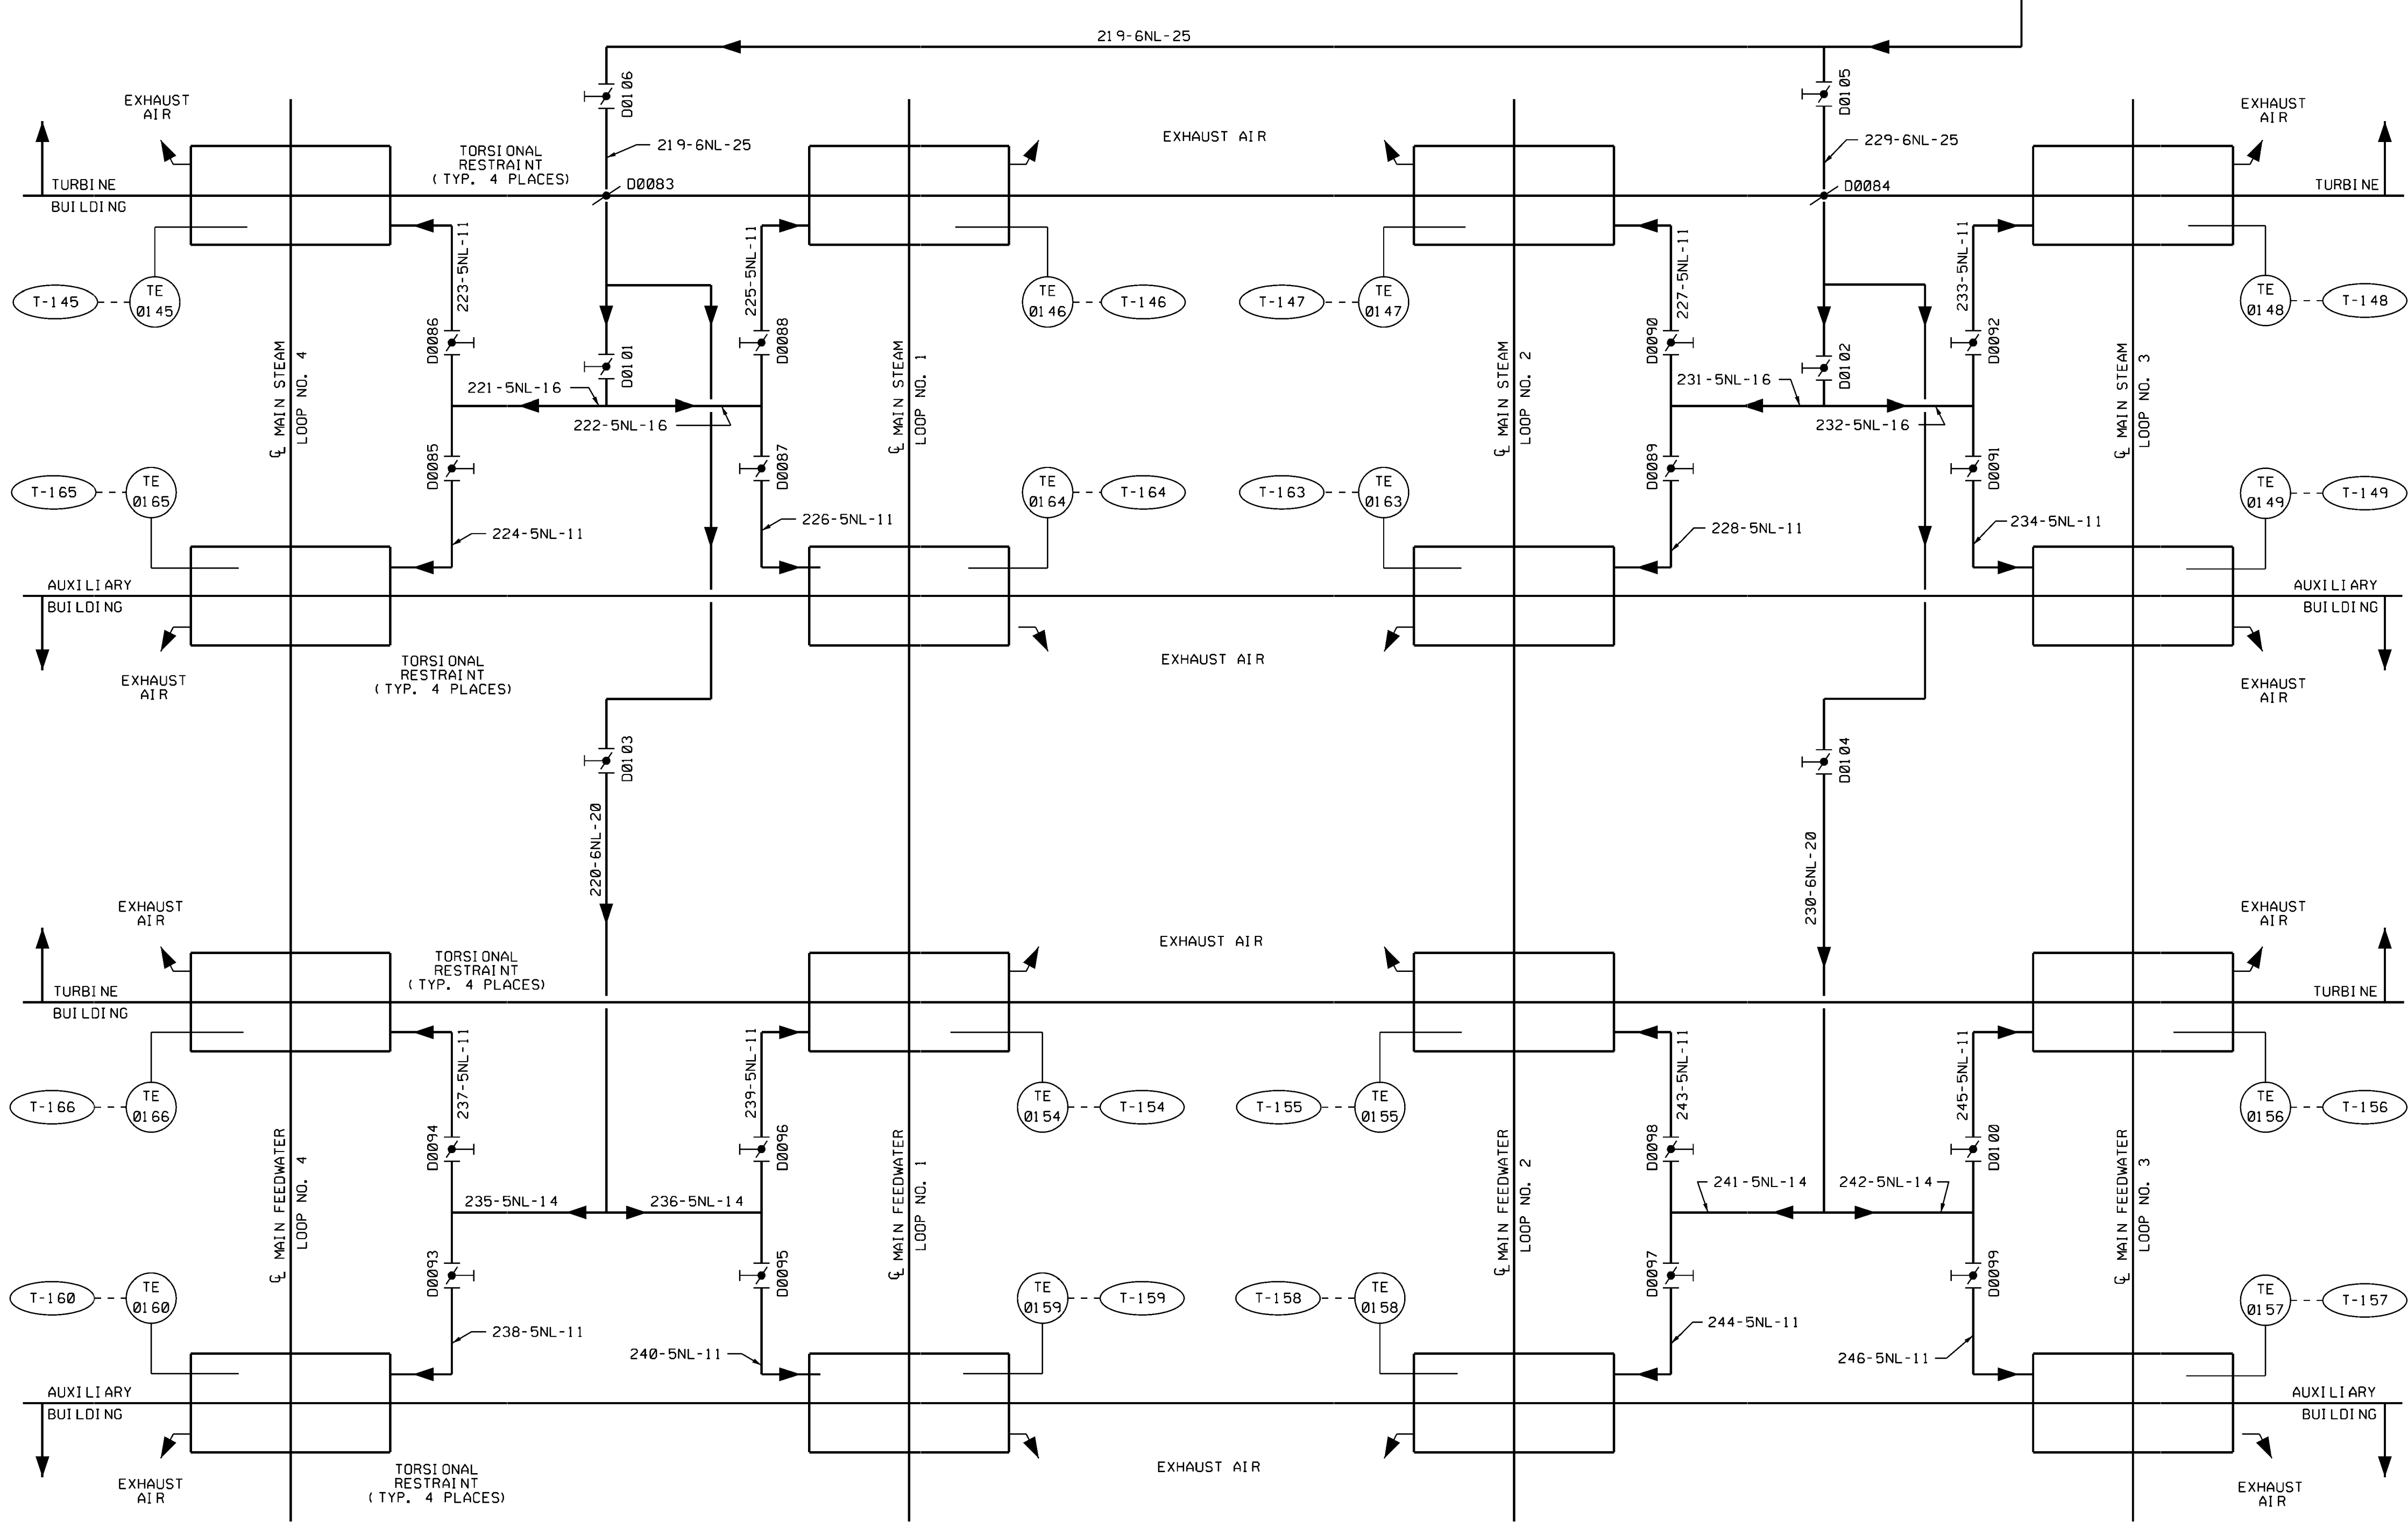 219-6NL-25
D0106
D0105
EXHAUST
AIR
EXHAUST AIR
EXHAUST
AIR
TORSIONAL
RESTRAINT
(TYP. 4 PLACES)
219-6NL-25
229-6NL-25
TURBINE
BUILDING
D0083
D0084
TURBINE
223-5NL-11
225-5NL-11
227-5NL-11
233-5NL-11
T-145
TE
0145
TE
0146
T-146
T-147
TE
0147
TE
0148
T-148
D0086
D0101
D0088
D0090
D0102
D0092
℄ MAIN STEAM
LOOP NO. 4
℄ MAIN STEAM
LOOP NO. 1
℄ MAIN STEAM
LOOP NO. 2
℄ MAIN STEAM
LOOP NO. 3
221-5NL-16
222-5NL-16
231-5NL-16
232-5NL-16
D0085
D0087
D0089
D0091
T-165
TE
0165
TE
0164
T-164
T-163
TE
0163
TE
0149
T-149
224-5NL-11
226-5NL-11
228-5NL-11
234-5NL-11
AUXILIARY
BUILDING
AUXILIARY
BUILDING
EXHAUST
AIR
TORSIONAL
RESTRAINT
(TYP. 4 PLACES)
EXHAUST AIR
EXHAUST
AIR
D0103
D0104
220-6NL-20
230-6NL-20
EXHAUST
AIR
EXHAUST AIR
EXHAUST
AIR
TORSIONAL
RESTRAINT
(TYP. 4 PLACES)
TURBINE
BUILDING
TURBINE
237-5NL-11
239-5NL-11
243-5NL-11
245-5NL-11
T-166
TE
0166
TE
0154
T-154
T-155
TE
0155
TE
0156
T-156
D0094
D0096
D0098
D0100
℄ MAIN FEEDWATER
LOOP NO. 4
℄ MAIN FEEDWATER
LOOP NO. 1
℄ MAIN FEEDWATER
LOOP NO. 2
℄ MAIN FEEDWATER
LOOP NO. 3
235-5NL-14
236-5NL-14
241-5NL-14
242-5NL-14
D0093
D0095
D0097
D0099
T-160
TE
0160
TE
0159
T-159
T-158
TE
0158
TE
0157
T-157
238-5NL-11
240-5NL-11
244-5NL-11
246-5NL-11
AUXILIARY
BUILDING
AUXILIARY
BUILDING
EXHAUST
AIR
TORSIONAL
RESTRAINT
(TYP. 4 PLACES)
EXHAUST AIR
EXHAUST
AIR